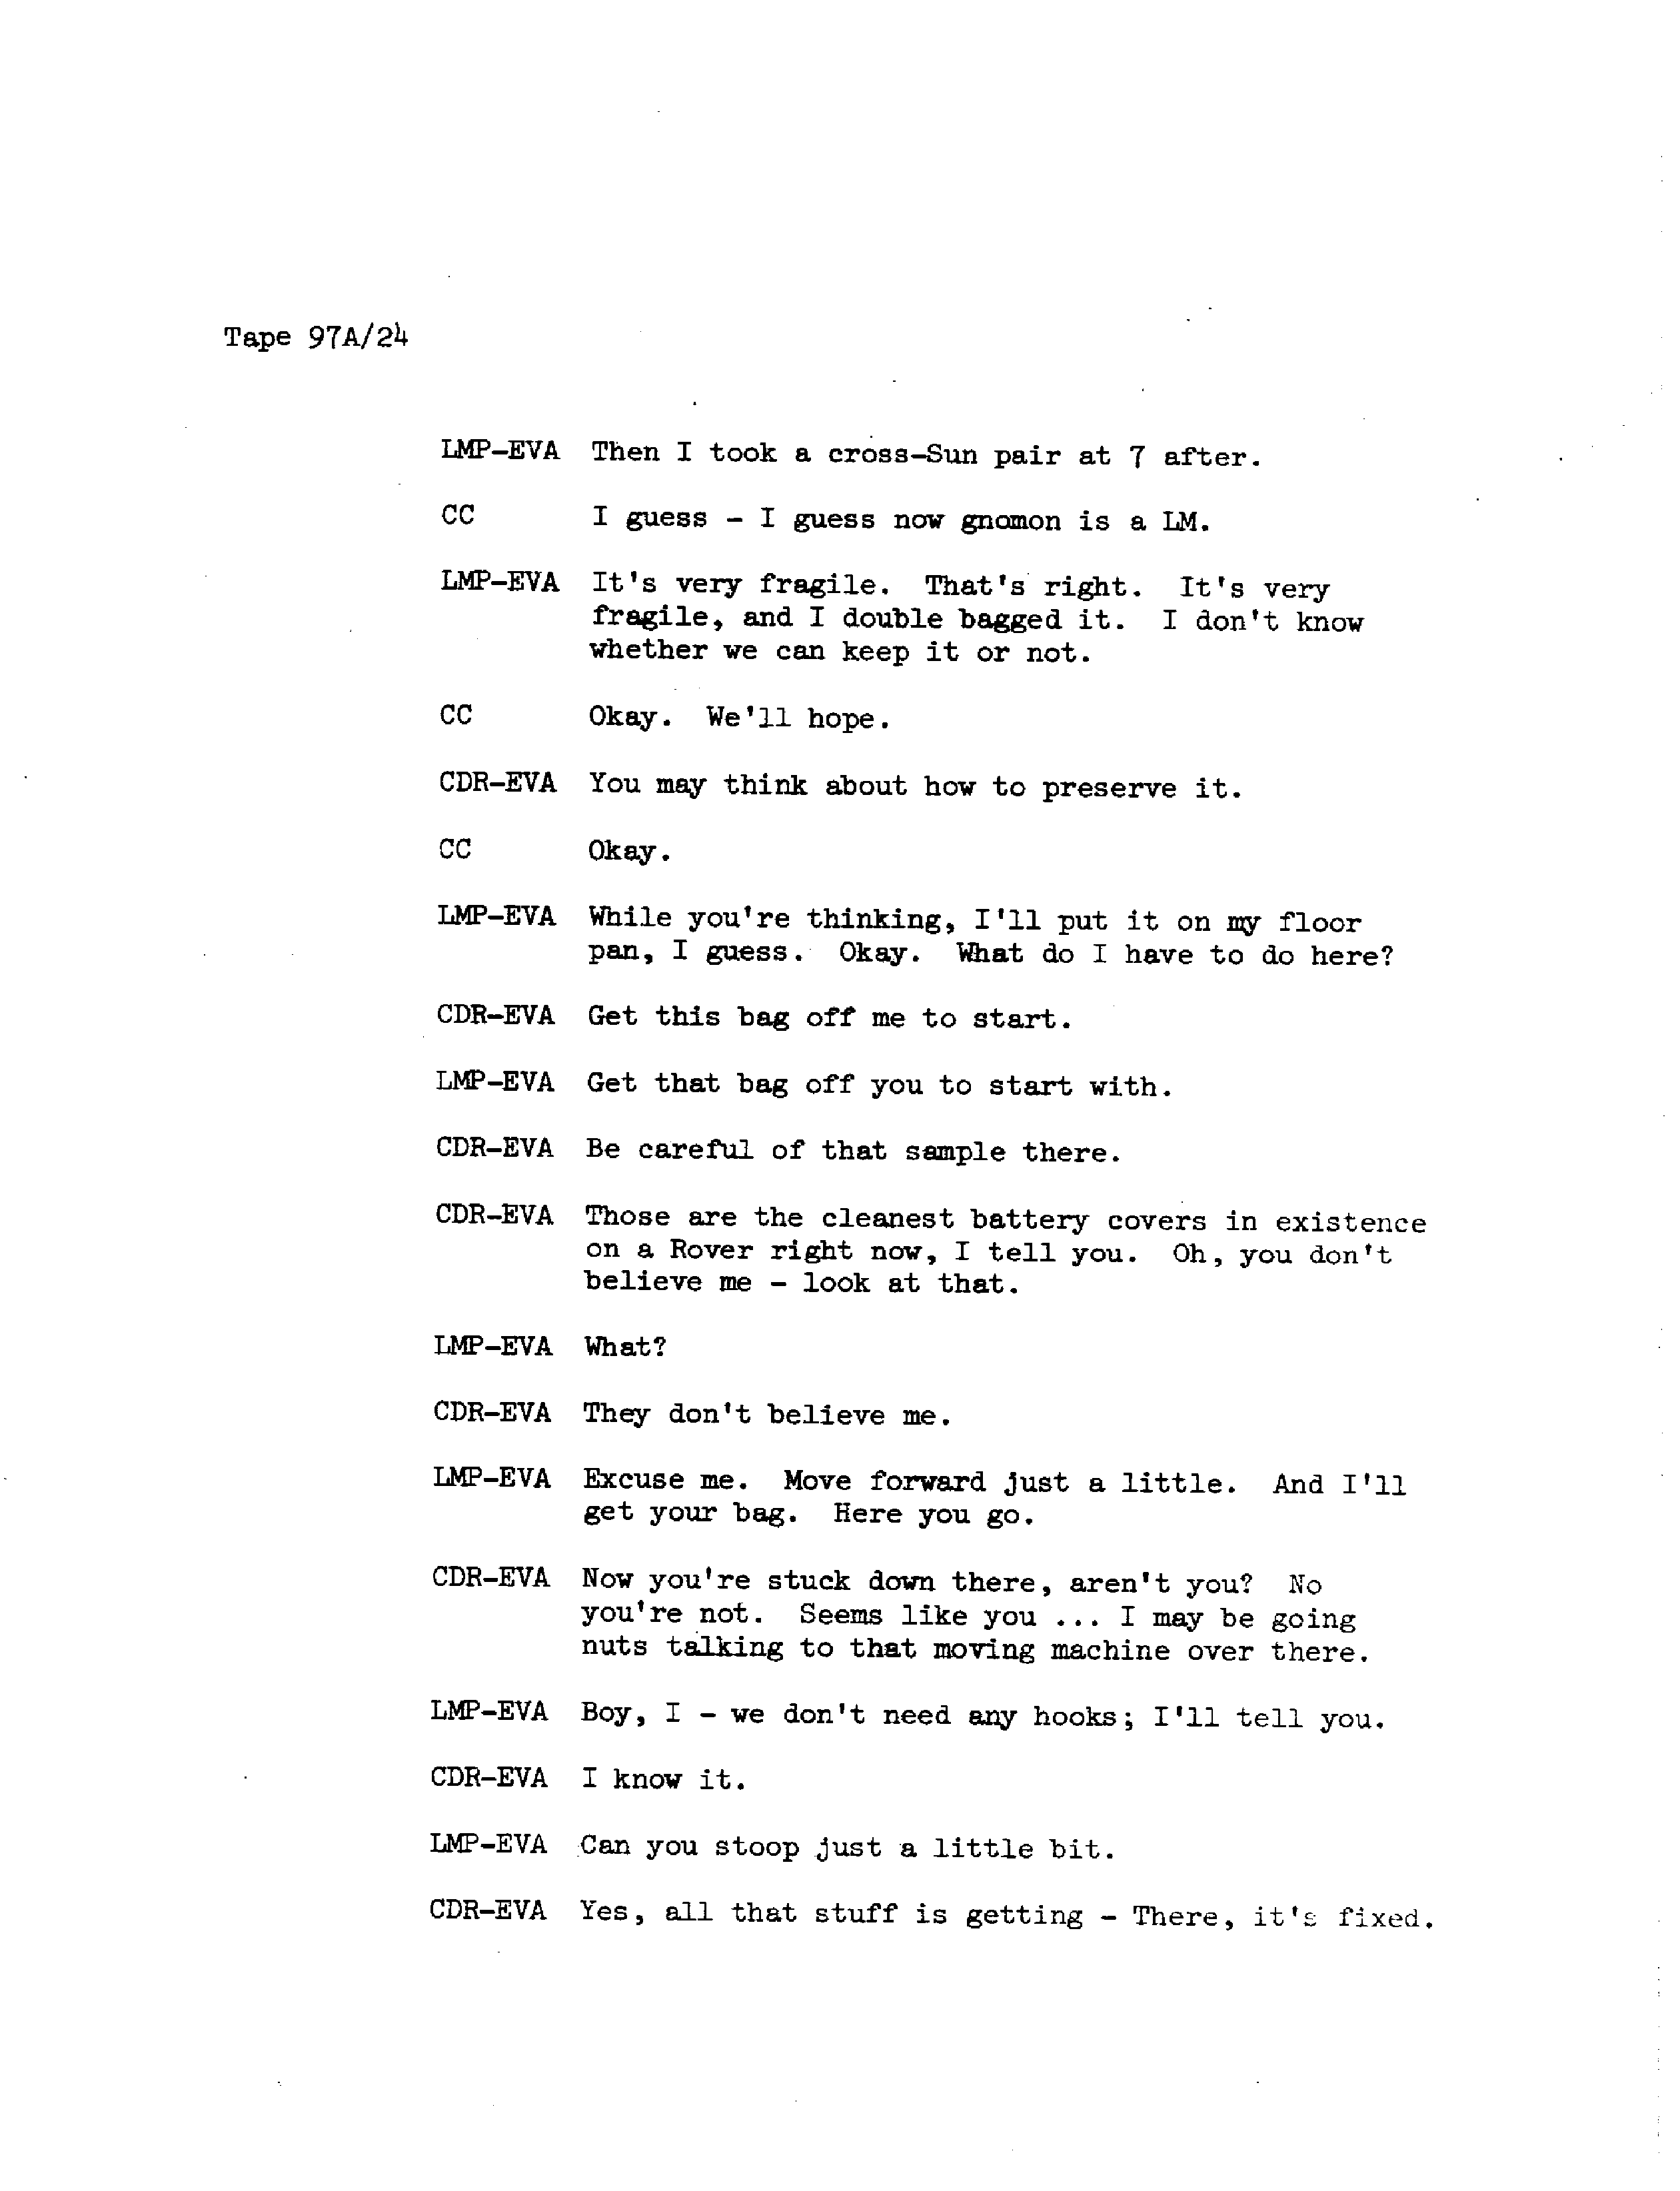 Tape 97A/24
LMP-EVA Then I took a cross-Sun pair at 7 after.
CC I guess - I guess now gnomon is a LM.
LMP-EVA It's very fragile. That's right. It's very
fragile, and I double bagged it. I don't know
whether we can keep it or not.
CC Okay. We'll hope.
CDR-EVA You may think about how to preserve it.
CC Okay.
LMP-EVA While you're thinking, I'll put it on my floor
pan, I guess. Okay. What do I have to do here?
CDR-EVA Get this bag off me to start.
LMP-EVA Get that bag off you to start with.
CDR-EVA Be careful of that sample there.
CDR-EVA Those are the cleanest battery covers in existence
on a Rover right now, I tell you. Oh, you don't
believe me - look at that.
LMP-EVA What?
CDR-EVA They don't believe me.
LMP-EVA Excuse me. Move forward just a little. And I'll
get your bag. Here you go.
CDR-EVA Now you're stuck down there, aren't you? No
you're not. Seems like you ... I may be going
nuts talking to that moving machine over there.
LMP-EVA Boy, I - we don't need any hooks; I'll tell you.
CDR-EVA I know it.
LMP-EVA Can you stoop just a little bit.
CDR-EVA Yes, all that stuff is getting - There, it's fixed.